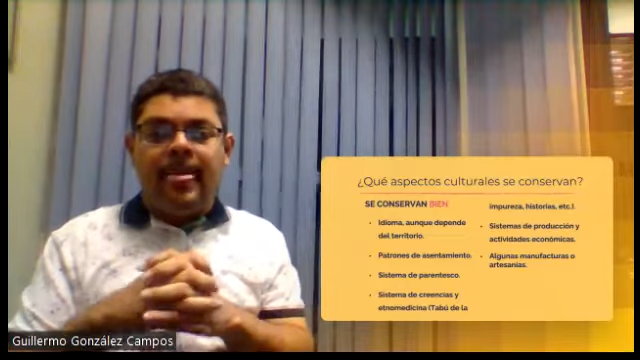 ¿Qué aspectos culturales se conservan?
SE CONSERVAN BIEN
• Idioma, aunque depende
del territorio.
• Patrones de asentamiento.
• Sistema de parentesco.
• Sistema de creencias y
etnomedicina (Tabú de la
impureza, historias, etc.).
• Sistemas de producción y
actividades económicas.
• Algunas manufacturas o
artesanías.
Guillermo González Campos